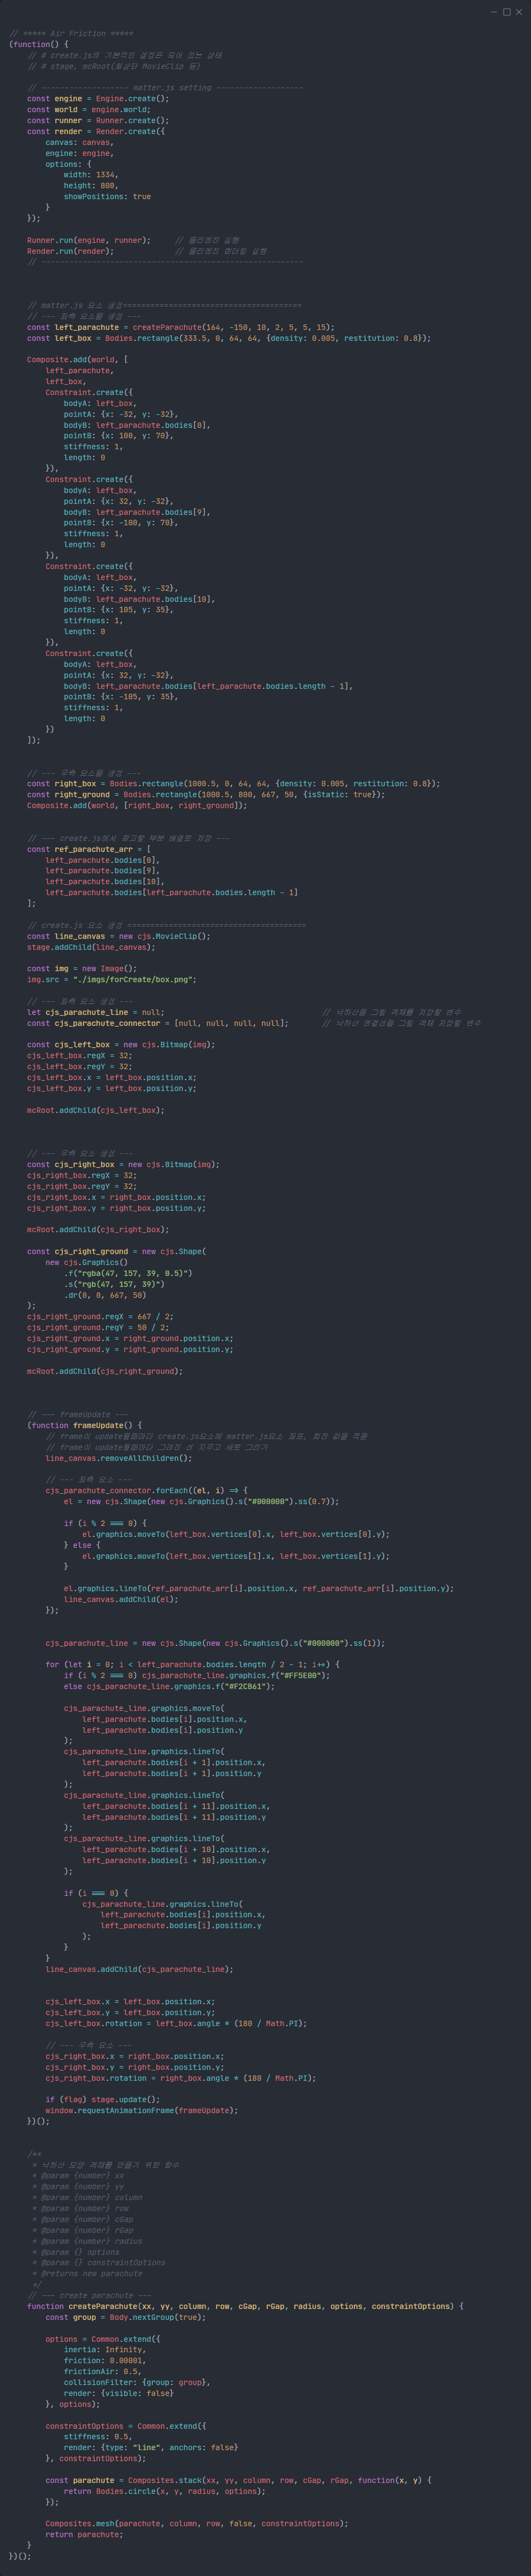 // ***** Air Friction *****
(function() {
// # create.js의 기본적인 설정은 되어 있는 상태
// # stage, mcRoot(최상단 MovieClip 등)
// ------------------- matter.js setting -------------------
const engine = Engine.create();
const world = engine.world;
const runner = Runner.create();
const render = Render.create({
canvas: canvas,
engine: engine,
options: {
width: 1334,
height: 800,
showPositions: true
}
});
Runner.run(engine, runner); // 물리엔진 실행
Render.run(render); // 물리엔진 렌더링 실행
// ---------------------------------------------------------
// matter.js 요소 생성=======================================
// --- 좌측 요소들 생성 ---
const left_parachute = createParachute(164, -150, 10, 2, 5, 5, 15);
const left_box = Bodies.rectangle(333.5, 0, 64, 64, {density: 0.005, restitution: 0.8});
Composite.add(world, [
left_parachute,
left_box,
Constraint.create({
bodyA: left_box,
pointA: {x: -32, y: -32},
bodyB: left_parachute.bodies[0],
pointB: {x: 100, y: 70},
stiffness: 1,
length: 0
}),
Constraint.create({
bodyA: left_box,
pointA: {x: 32, y: -32},
bodyB: left_parachute.bodies[9],
pointB: {x: -100, y: 70},
stiffness: 1,
length: 0
}),
Constraint.create({
bodyA: left_box,
pointA: {x: -32, y: -32},
bodyB: left_parachute.bodies[10],
pointB: {x: 105, y: 35},
stiffness: 1,
length: 0
}),
Constraint.create({
bodyA: left_box,
pointA: {x: 32, y: -32},
bodyB: left_parachute.bodies[left_parachute.bodies.length - 1],
pointB: {x: -105, y: 35},
stiffness: 1,
length: 0
})
]);
// --- 우측 요소들 생성 ---
const right_box = Bodies.rectangle(1000.5, 0, 64, 64, {density: 0.005, restitution: 0.8});
const right_ground = Bodies.rectangle(1000.5, 800, 667, 50, {isStatic: true});
Composite.add(world, [right_box, right_ground]);
// --- create.js에서 참고할 부분 배열로 저장 ---
const ref_parachute_arr = [
left_parachute.bodies[0],
left_parachute.bodies[9],
left_parachute.bodies[10],
left_parachute.bodies[left_parachute.bodies.length - 1]
];
// create.js 요소 생성 =======================================
const line_canvas = new cjs.MovieClip();
stage.addChild(line_canvas);
const img = new Image();
img.src = "./imgs/forCreate/box.png";
// --- 좌측 요소 생성 ---
let cjs_parachute_line = null; // 낙하산을 그릴 객체를 저장할 변수
const cjs_parachute_connector = [null, null, null, null]; // 낙하산 연결선을 그릴 객체 저장할 변수
const cjs_left_box = new cjs.Bitmap(img);
cjs_left_box.regX = 32;
cjs_left_box.regY = 32;
cjs_left_box.x = left_box.position.x;
cjs_left_box.y = left_box.position.y;
mcRoot.addChild(cjs_left_box);
// --- 우측 요소 생성 ---
const cjs_right_box = new cjs.Bitmap(img);
cjs_right_box.regX = 32;
cjs_right_box.regY = 32;
cjs_right_box.x = right_box.position.x;
cjs_right_box.y = right_box.position.y;
mcRoot.addChild(cjs_right_box);
const cjs_right_ground = new cjs.Shape(
new cjs.Graphics()
.f("rgba(47, 157, 39, 0.5)")
.s("rgb(47, 157, 39)")
.dr(0, 0, 667, 50)
);
cjs_right_ground.regX = 667 / 2;
cjs_right_ground.regY = 50 / 2;
cjs_right_ground.x = right_ground.position.x;
cjs_right_ground.y = right_ground.position.y;
mcRoot.addChild(cjs_right_ground);
// --- frameUpdate ---
(function frameUpdate() {
// frame이 update될때마다 create.js요소에 matter.js요소 좌표, 회전 값을 적용
// frame이 update될때마다 그려진 선 지우고 새로 그리기
line_canvas.removeAllChildren();
// --- 좌측 요소 ---
cjs_parachute_connector.forEach((el, i) => {
el = new cjs.Shape(new cjs.Graphics().s("#000000").ss(0.7));
if (i % 2 === 0) {
el.graphics.moveTo(left_box.vertices[0].x, left_box.vertices[0].y);
} else {
el.graphics.moveTo(left_box.vertices[1].x, left_box.vertices[1].y);
}
el.graphics.lineTo(ref_parachute_arr[i].position.x, ref_parachute_arr[i].position.y);
line_canvas.addChild(el);
});
cjs_parachute_line = new cjs.Shape(new cjs.Graphics().s("#000000").ss(1));
for (let i = 0; i < left_parachute.bodies.length / 2 - 1; i++) {
if (i % 2 === 0) cjs_parachute_line.graphics.f("#FF5E00");
else cjs_parachute_line.graphics.f("#F2CB61");
cjs_parachute_line.graphics.moveTo(
left_parachute.bodies[i].position.x,
left_parachute.bodies[i].position.y
);
cjs_parachute_line.graphics.lineTo(
left_parachute.bodies[i + 1].position.x,
left_parachute.bodies[i + 1].position.y
);
cjs_parachute_line.graphics.lineTo(
left_parachute.bodies[i + 11].position.x,
left_parachute.bodies[i + 11].position.y
);
cjs_parachute_line.graphics.lineTo(
left_parachute.bodies[i + 10].position.x,
left_parachute.bodies[i + 10].position.y
);
if (i === 0) {
cjs_parachute_line.graphics.lineTo(
left_parachute.bodies[i].position.x,
left_parachute.bodies[i].position.y
);
}
}
line_canvas.addChild(cjs_parachute_line);
cjs_left_box.x = left_box.position.x;
cjs_left_box.y = left_box.position.y;
cjs_left_box.rotation = left_box.angle * (180 / Math.PI);
// --- 우측 요소 ---
cjs_right_box.x = right_box.position.x;
cjs_right_box.y = right_box.position.y;
cjs_right_box.rotation = right_box.angle * (180 / Math.PI);
if (flag) stage.update();
window.requestAnimationFrame(frameUpdate);
})();
/**
* 낙하산 모양 객체를 만들기 위한 함수
* @param {number} xx
* @param {number} yy
* @param {number} column
* @param {number} row
* @param {number} cGap
* @param {number} rGap
* @param {number} radius
* @param {} options
* @param {} constraintOptions
* @returns new parachute
*/
// --- create parachute ---
function createParachute(xx, yy, column, row, cGap, rGap, radius, options, constraintOptions) {
const group = Body.nextGroup(true);
options = Common.extend({
inertia: Infinity,
friction: 0.00001,
frictionAir: 0.5,
collisionFilter: {group: group},
render: {visible: false}
}, options);
constraintOptions = Common.extend({
stiffness: 0.5,
render: {type: "line", anchors: false}
}, constraintOptions);
const parachute = Composites.stack(xx, yy, column, row, cGap, rGap, function(x, y) {
return Bodies.circle(x, y, radius, options);
});
Composites.mesh(parachute, column, row, false, constraintOptions);
return parachute;
}
})();